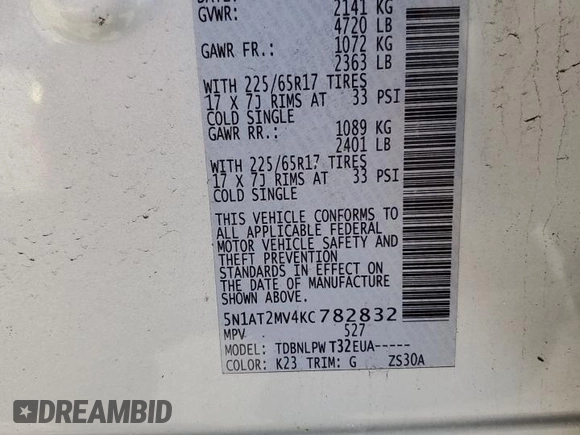 GVWR: 2141 KG
4720 LB
GAWR FR.: 1072 KG
2363 LB
WITH 225/65R17 TIRES
17 X 7J RIMS AT 33 PSI
COLD SINGLE
GAWR RR.: 1089 KG
2401 LB
WITH 225/65R17 TIRES
17 X 7J RIMS AT 33 PSI
COLD SINGLE
THIS VEHICLE CONFORMS TO
ALL APPLICABLE FEDERAL
MOTOR VEHICLE SAFETY AND
THEFT PREVENTION
STANDARDS IN EFFECT ON
THE DATE OF MANUFACTURE
SHOWN ABOVE.
5N1AT2MV4KC782832
MPV 527
MODEL: TDBNLPW T32EUA-----
COLOR: K23 TRIM: G ZS30A
DREAMBID